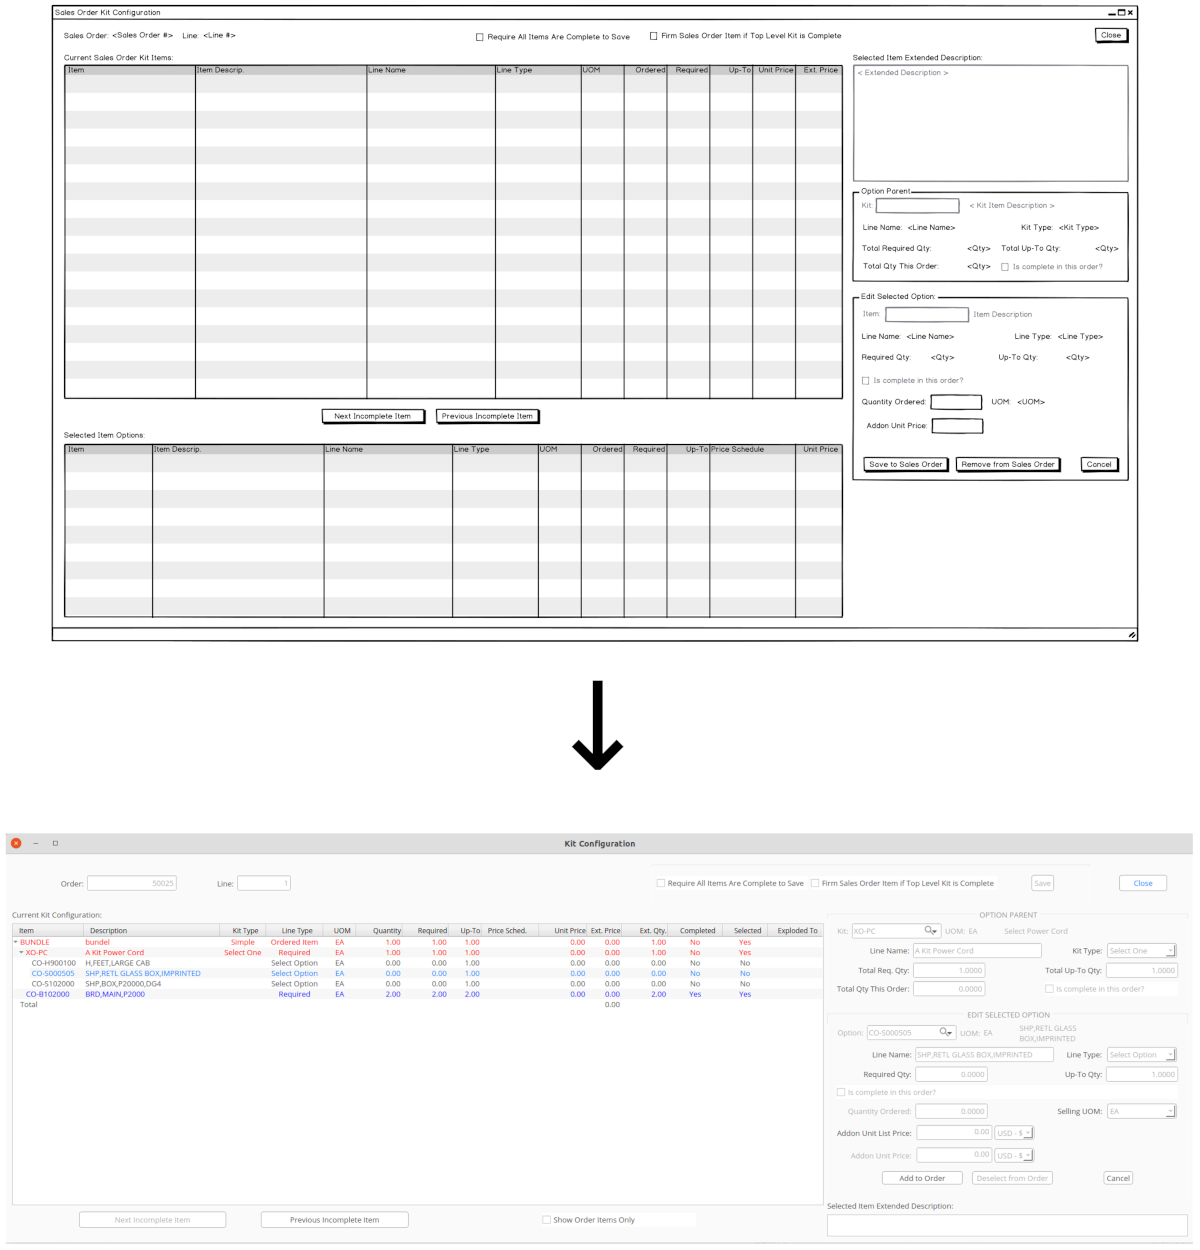 Sales Order Kit Configuration
Sales Order: <Sales Order #> Line: <Line #>
Require All Items Are Complete to Save
Firm Sales Order Item if Top Level Kit is Complete
Close
Current Sales Order Kit Items:
Item Item Descrip. Line Name Line Type UOM Ordered Required Up-To Unit Price Ext. Price
Next Incomplete Item
Previous Incomplete Item
Selected Item Options:
Item Item Descrip. Line Name Line Type UOM Ordered Required Up-To Price Schedule Unit Price
Selected Item Extended Description:
< Extended Description >
Option Parent
Kit: < Kit Item Description >
Line Name: <Line Name> Kit Type: <Kit Type>
Total Required Qty: <Qty> Total Up-To Qty: <Qty>
Total Qty This Order: <Qty> Is complete in this order?
Edit Selected Option:
Item: Item Description
Line Name: <Line Name> Line Type: <Line Type>
Required Qty: <Qty> Up-To Qty: <Qty>
Is complete in this order?
Quantity Ordered: UOM: <UOM>
Addon Unit Price:
Save to Sales Order Remove from Sales Order Cancel
Kit Configuration
Order: 50025 Line: 1
Require All Items Are Complete to Save Firm Sales Order Item if Top Level Kit is Complete Save Close
Current Kit Configuration:
Item Description Kit Type Line Type UOM Quantity Required Up-To Price Sched. Unit Price Ext. Price Ext. Qty. Completed Selected Exploded To
BUNDLE bundel Simple Ordered Item EA 1.00 1.00 1.00 0.00 0.00 1.00 No Yes
XO-PC A Kit Power Cord Select One Required EA 1.00 1.00 1.00 0.00 0.00 1.00 No Yes
CO-H900100 H,FEET,LARGE CAB Select Option EA 0.00 0.00 1.00 0.00 0.00 0.00 No No
CO-S000505 SHP,RETL GLASS BOX,IMPRINTED Select Option EA 0.00 0.00 1.00 0.00 0.00 0.00 No No
CO-S102000 SHP,BOX,P20000,DG4 Select Option EA 0.00 0.00 1.00 0.00 0.00 0.00 No No
CO-B102000 BRD,MAIN,P2000 Required EA 2.00 2.00 2.00 0.00 0.00 2.00 Yes Yes
Total 0.00
Next Incomplete Item
Previous Incomplete Item
Show Order Items Only
OPTION PARENT
Kit: XO-PC UOM: EA Select Power Cord
Line Name: A Kit Power Cord Kit Type: Select One
Total Req. Qty: 1.0000 Total Up-To Qty: 1.0000
Total Qty This Order: 0.0000 Is complete in this order?
EDIT SELECTED OPTION
Option: CO-S000505 UOM: EA SHP,RETL GLASS
BOX,IMPRINTED
Line Name: SHP,RETL GLASS BOX,IMPRINTED Line Type: Select Option
Required Qty: 0.0000 Up-To Qty: 1.0000
Is complete in this order?
Quantity Ordered: 0.0000 Selling UOM: EA
Addon Unit List Price: 0.00 USD - $
Addon Unit Price: 0.00 USD - $
Add to Order Deselect from Order Cancel
Selected Item Extended Description: